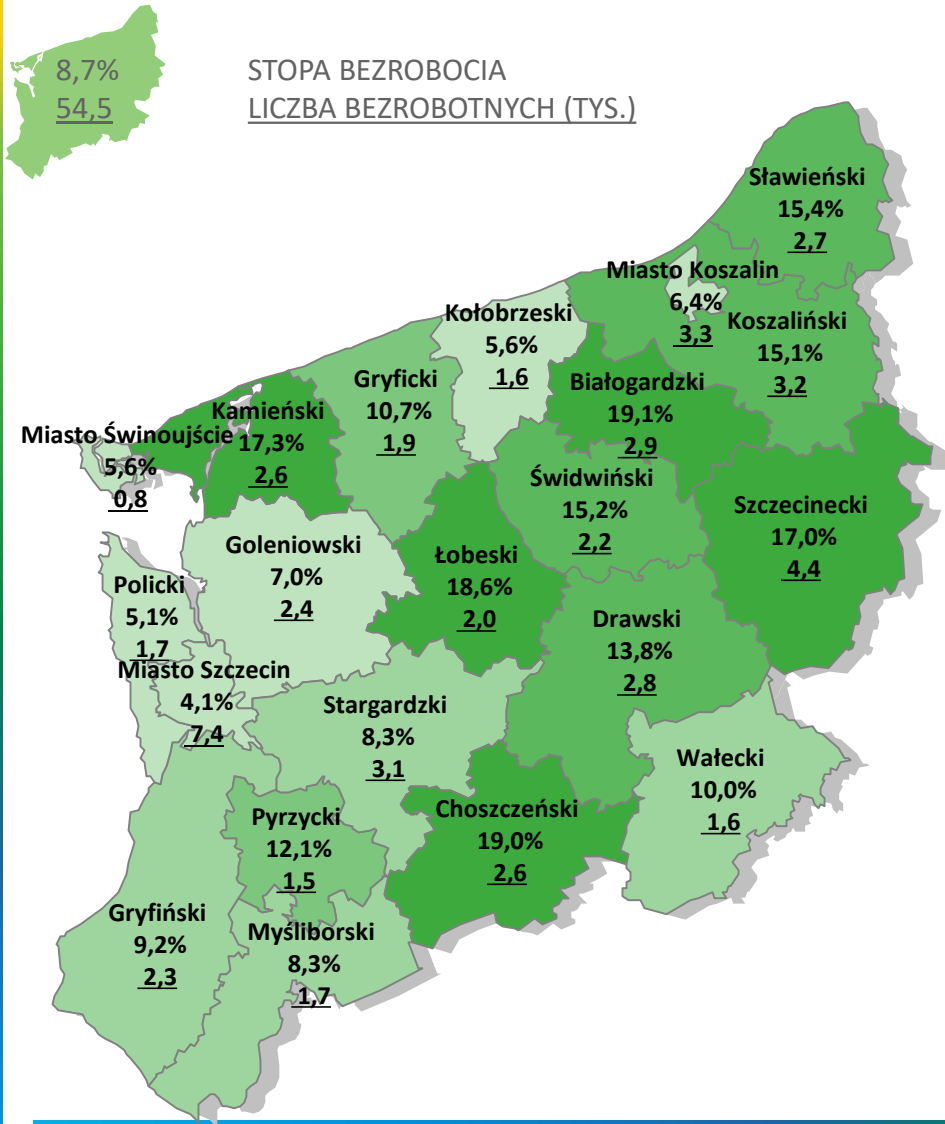 8,7%
54,5
STOPA BEZROBOCIA
LICZBA BEZROBOTNYCH (TYS.)
Sławieński
15,4%
2,7
Miasto Koszalin
6,4%
3,3
Koszaliński
15,1%
3,2
Kołobrzeski
5,6%
1,6
Białogardzki
19,1%
2,9
Gryficki
10,7%
1,9
Kamieński
17,3%
2,6
Miasto Świnoujście
5,6%
0,8
Świdwiński
15,2%
2,2
Szczecinecki
17,0%
4,4
Goleniowski
7,0%
2,4
Łobeski
18,6%
2,0
Policki
5,1%
1,7
Drawski
13,8%
2,8
Miasto Szczecin
4,1%
7,4
Stargardzki
8,3%
3,1
Wałecki
10,0%
1,6
Choszczeński
19,0%
2,6
Pyrzycki
12,1%
1,5
Gryfiński
9,2%
2,3
Myśliborski
8,3%
1,7